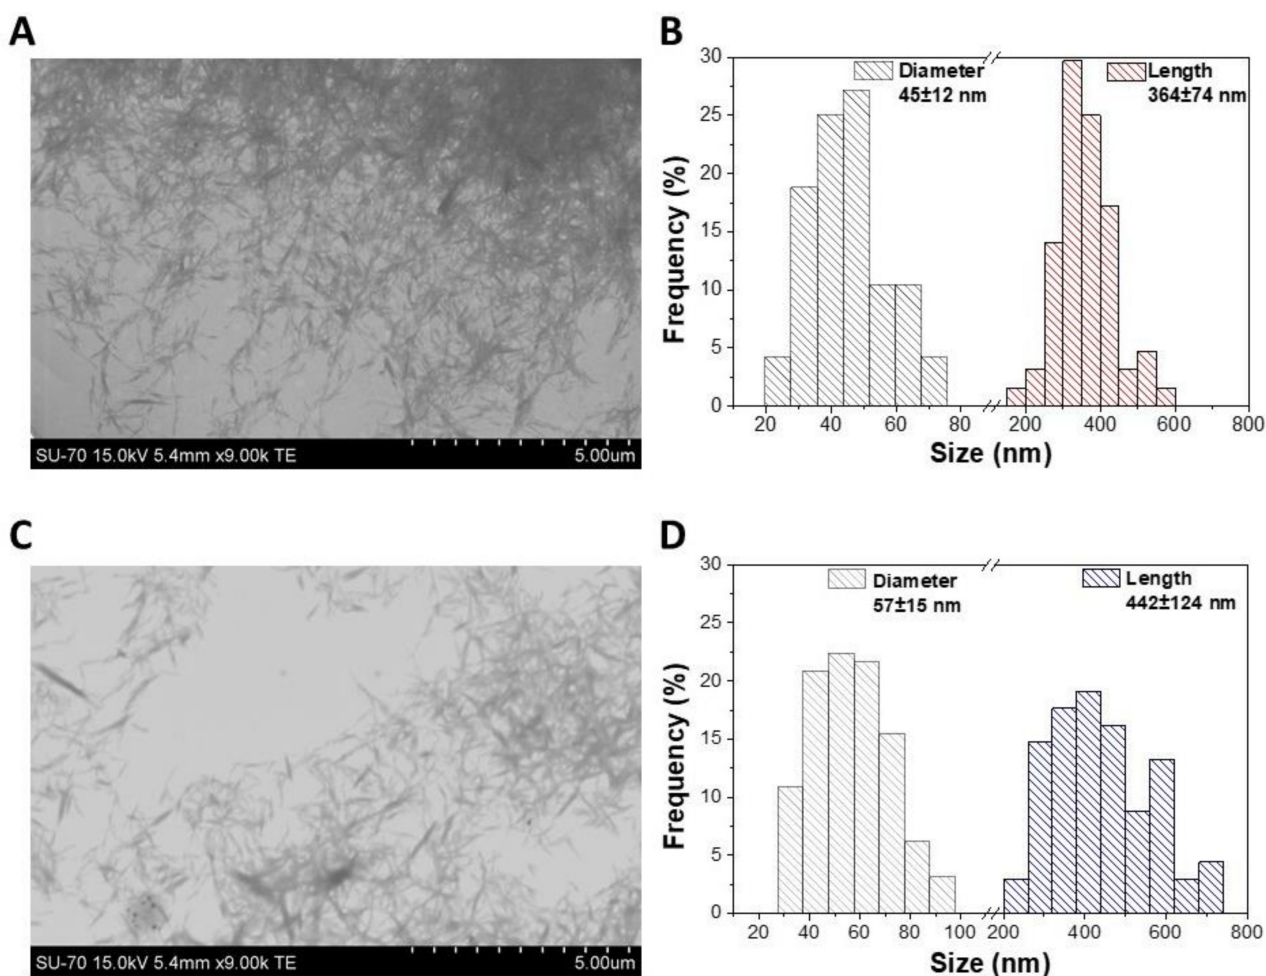 A
SU-70 15.0kV 5.4mm x9.00k TE 5.00um
B
30
25
20
15
10
5
0
Frequency (%)
Diameter
45±12 nm
Length
364±74 nm
20 40 60 80 200 400 600 800
Size (nm)
C
SU-70 15.0kV 5.4mm x9.00k TE 5.00um
D
30
25
20
15
10
5
0
Frequency (%)
Diameter
57±15 nm
Length
442±124 nm
20 40 60 80 100 200 400 600 800
Size (nm)